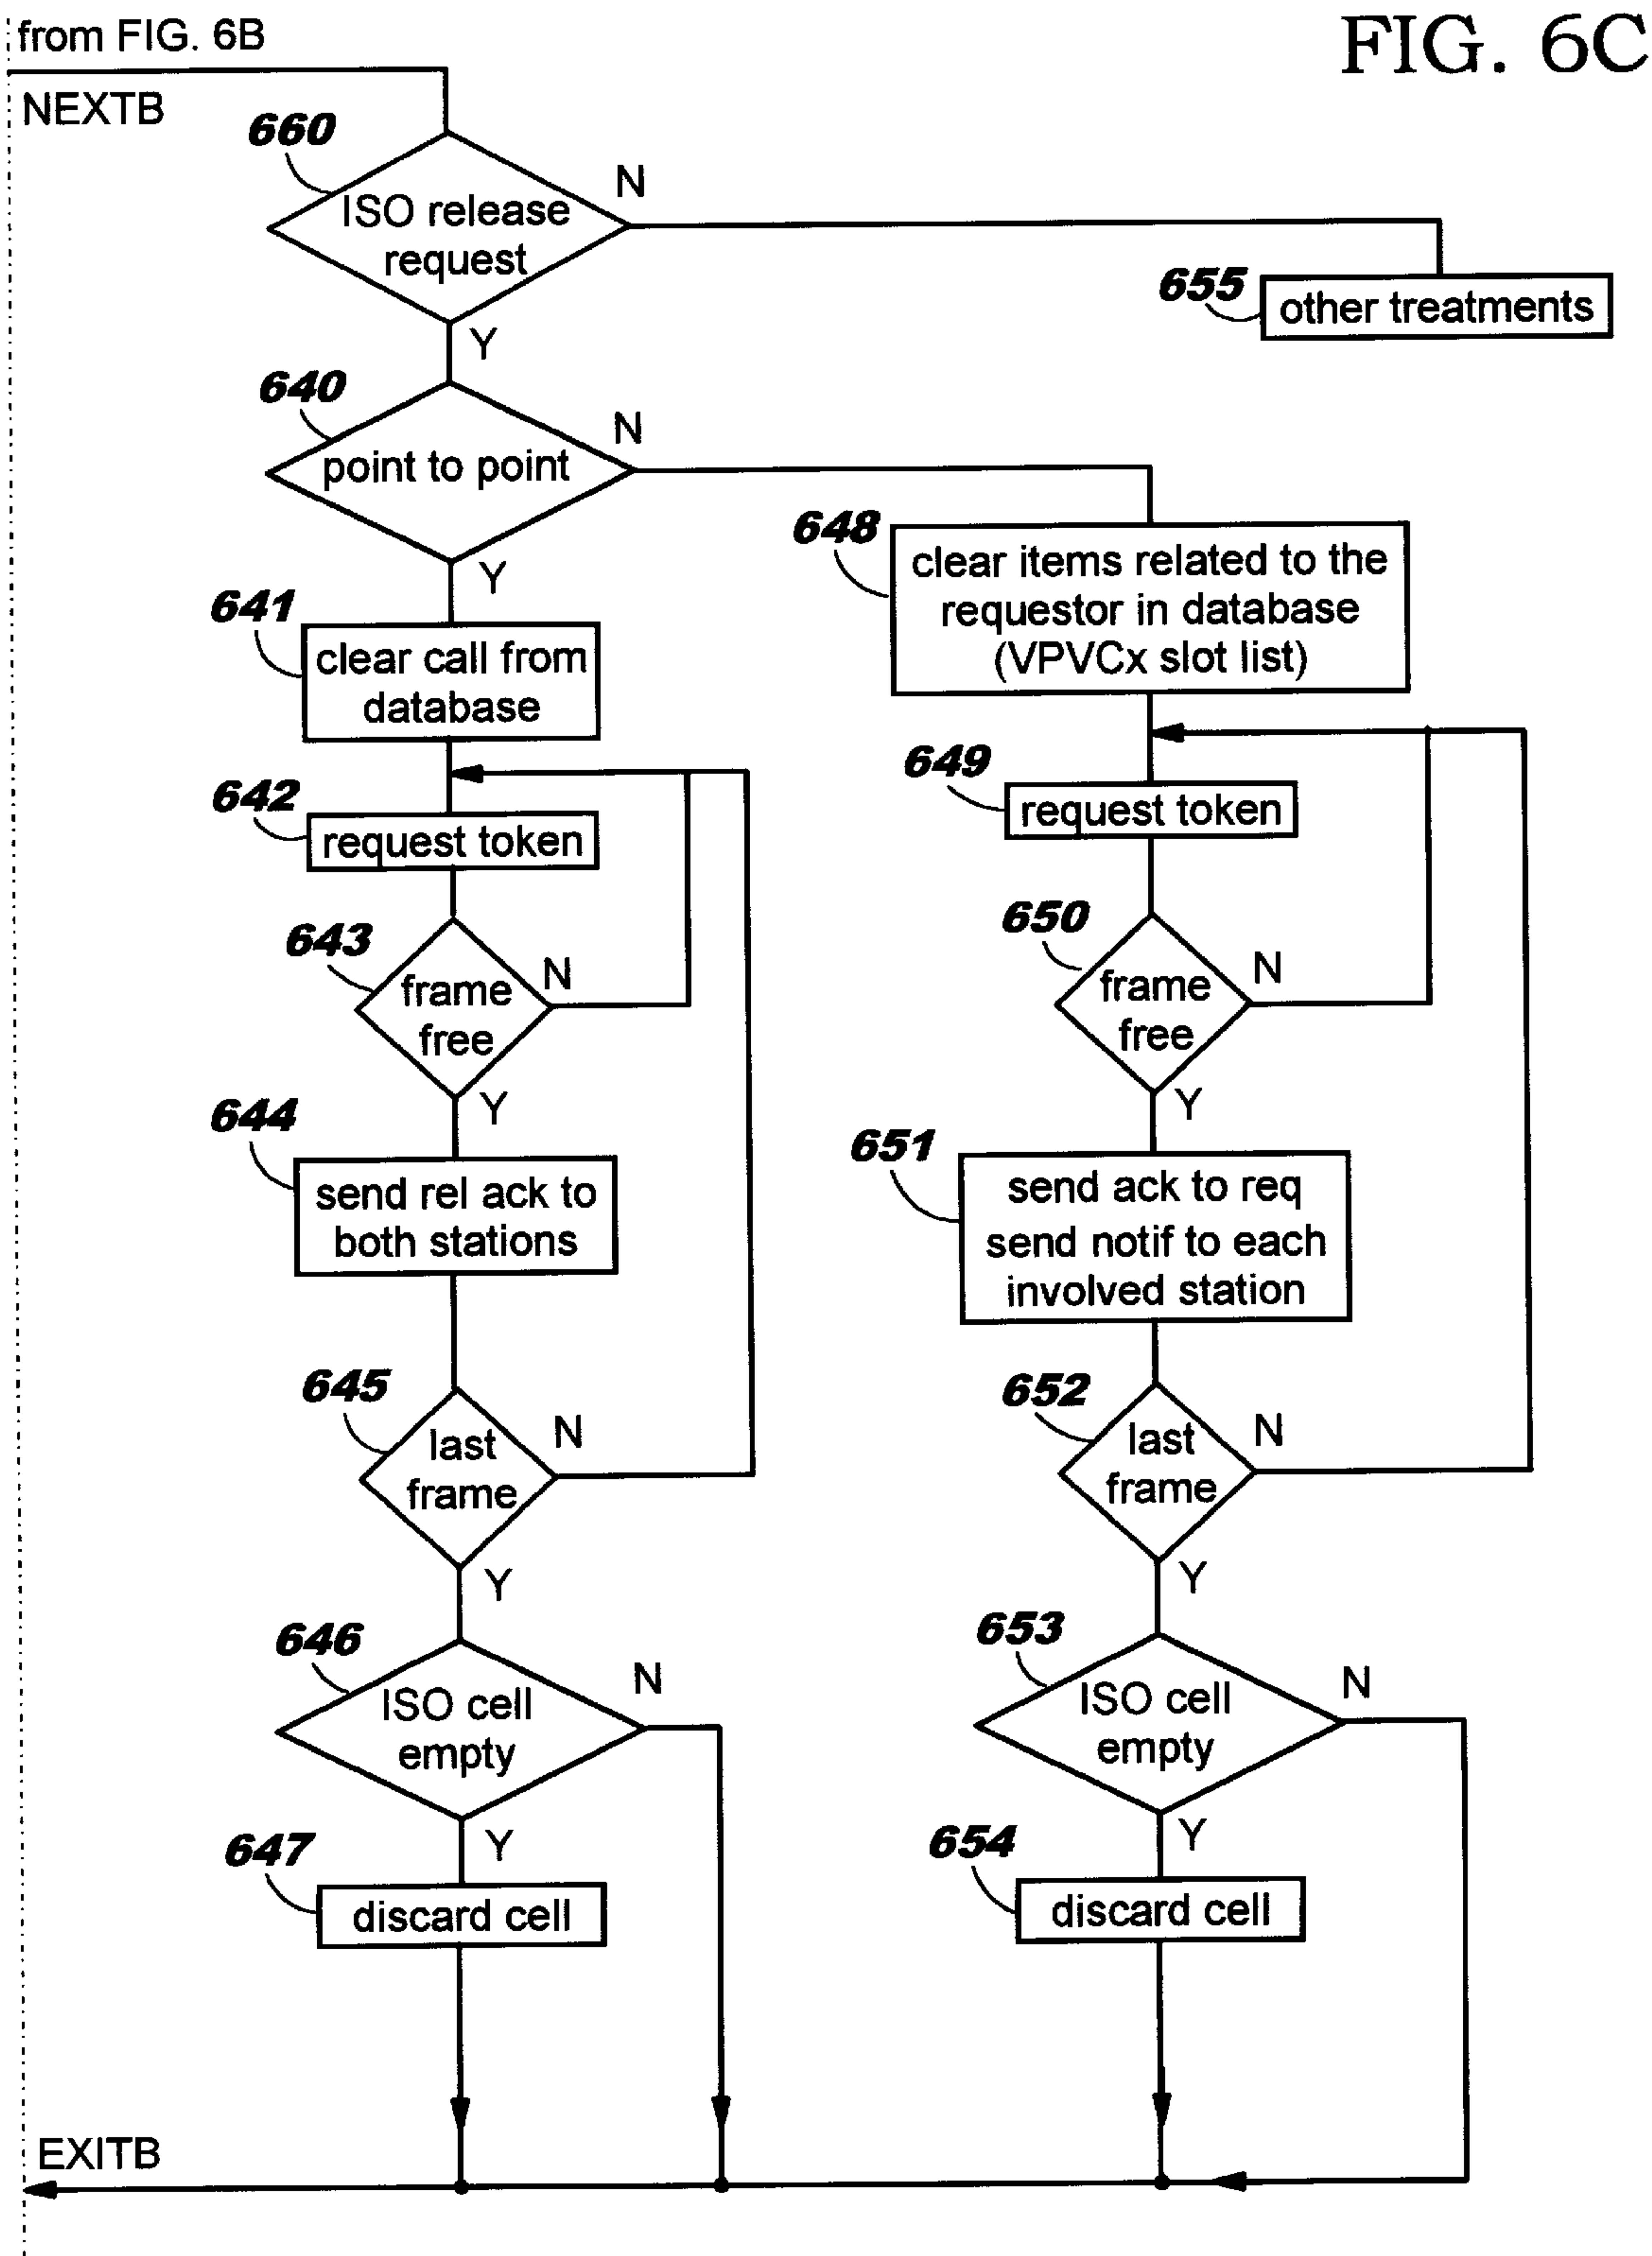 from FIG. 6B
FIG. 6C
NEXTB
660
ISO release
request
N
Y
655
other treatments
640
point to point
N
Y
648
clear items related to the
requestor in database
(VPVCx slot list)
641
clear call from
database
649
request token
642
request token
650
frame
free
N
Y
643
frame
free
N
Y
651
send ack to req
send notif to each
involved station
644
send rel ack to
both stations
652
last
frame
N
Y
645
last
frame
N
Y
653
ISO cell
empty
N
Y
646
ISO cell
empty
N
Y
654
discard cell
647
discard cell
EXITB